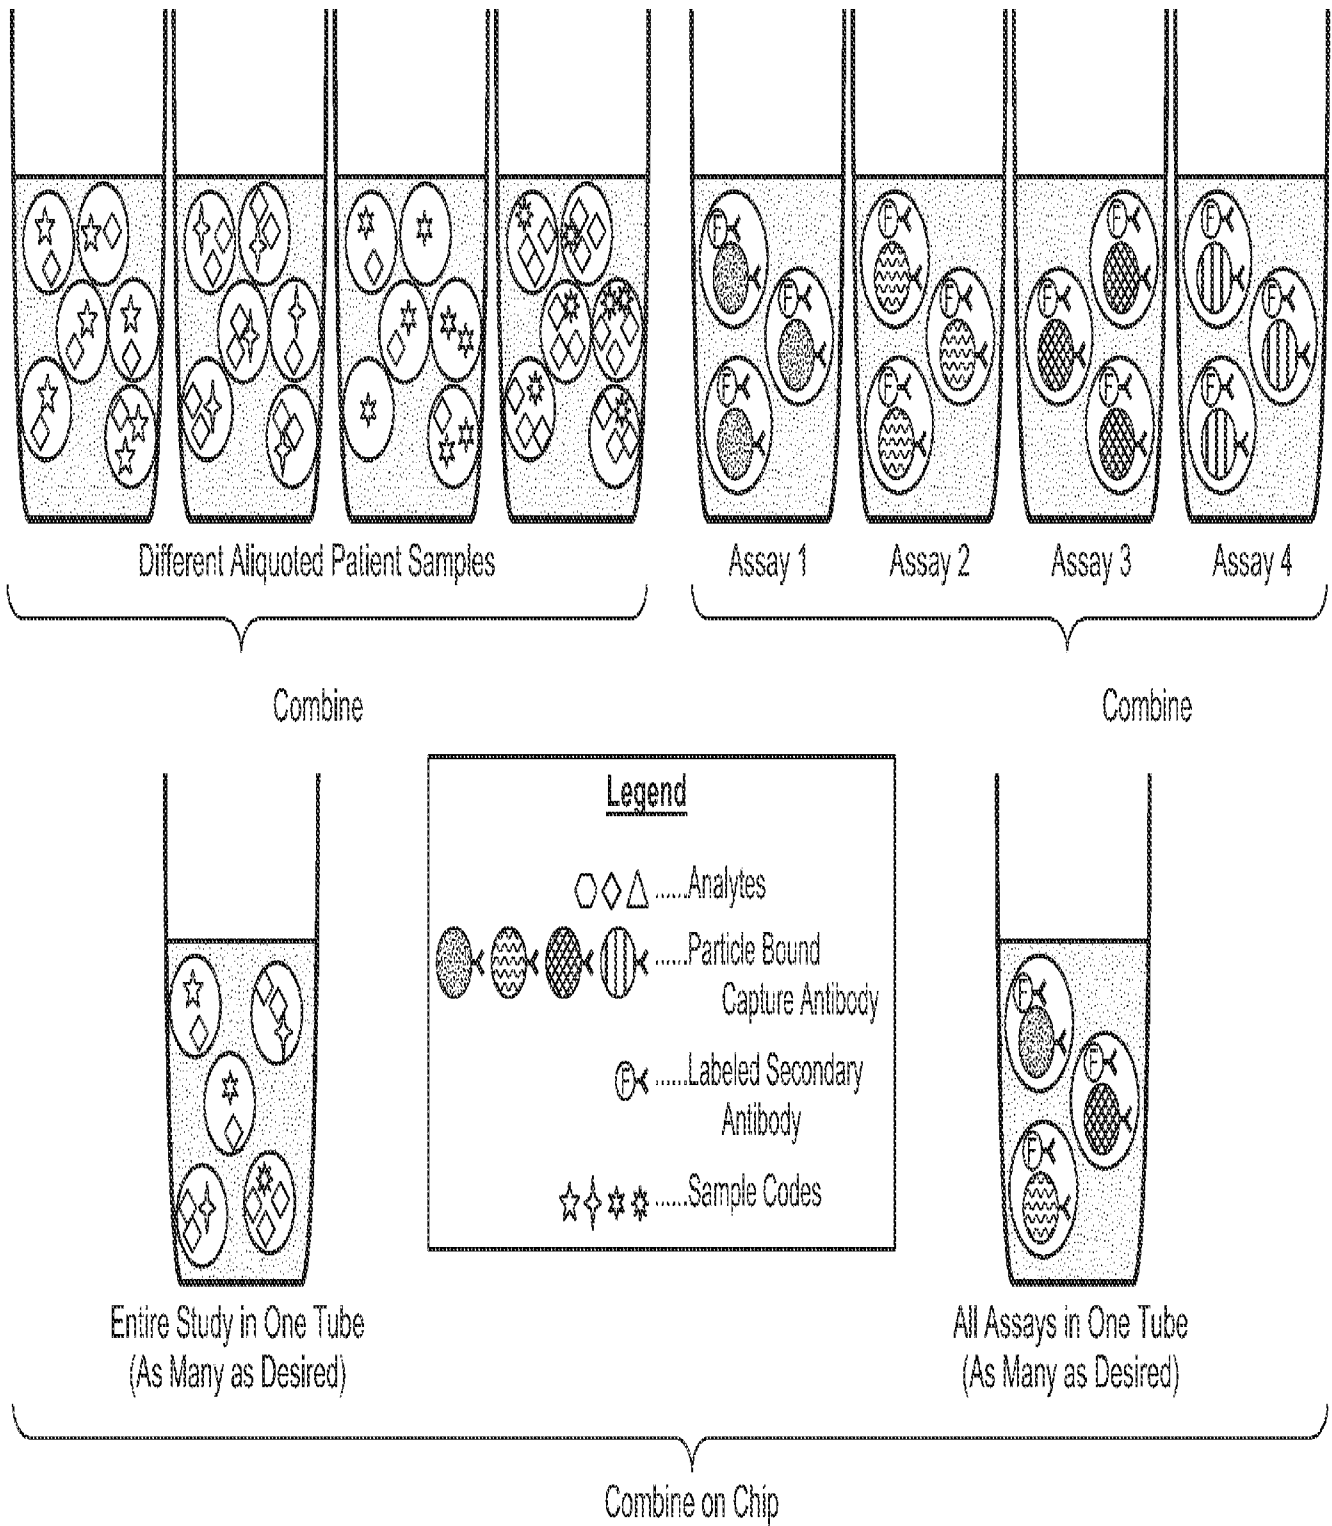 Different Aliquoted Patient Samples
Assay 1
Assay 2
Assay 3
Assay 4
F
F
F
F
F
F
F
F
F
F
F
F
Combine
Combine
Legend
......Analytes
......Particle Bound
Capture Antibody
F ......Labeled Secondary
Antibody
......Sample Codes
F
F
F
Entire Study in One Tube
(As Many as Desired)
All Assays in One Tube
(As Many as Desired)
Combine on Chip